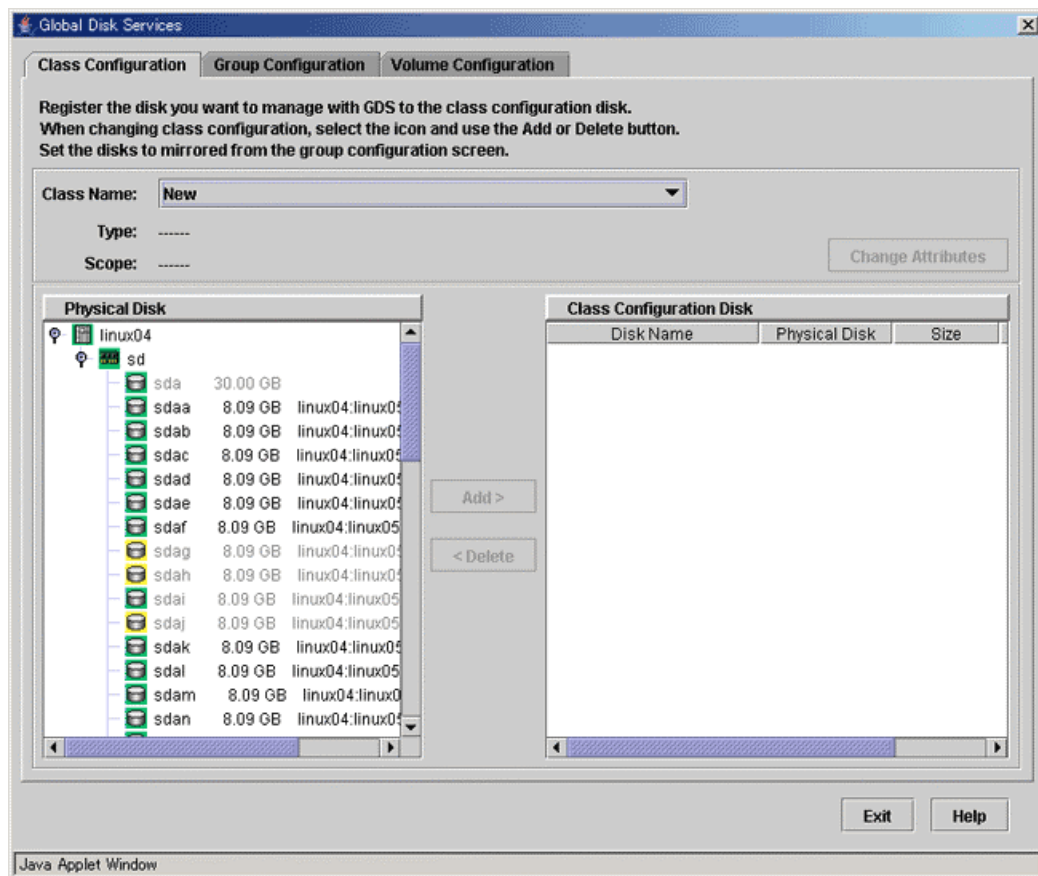 Global Disk Services
Class Configuration
Group Configuration
Volume Configuration
Register the disk you want to manage with GDS to the class configuration disk.
When changing class configuration, select the icon and use the Add or Delete button.
Set the disks to mirrored from the group configuration screen.
Class Name: New
Type: ------
Scope: ------
Change Attributes
Physical Disk
linux04
sd
sda 30.00 GB
sdaa 8.09 GB linux04:linux05
sdab 8.09 GB linux04:linux05
sdac 8.09 GB linux04:linux05
sdad 8.09 GB linux04:linux05
sdae 8.09 GB linux04:linux05
sdaf 8.09 GB linux04:linux05
sdag 8.09 GB linux04:linux05
sdah 8.09 GB linux04:linux05
sdai 8.09 GB linux04:linux05
sdaj 8.09 GB linux04:linux05
sdak 8.09 GB linux04:linux05
sdal 8.09 GB linux04:linux05
sdam 8.09 GB linux04:linux0
sdan 8.09 GB linux04:linux05
Add >
< Delete
Class Configuration Disk
Disk Name Physical Disk Size
Exit
Help
Java Applet Window